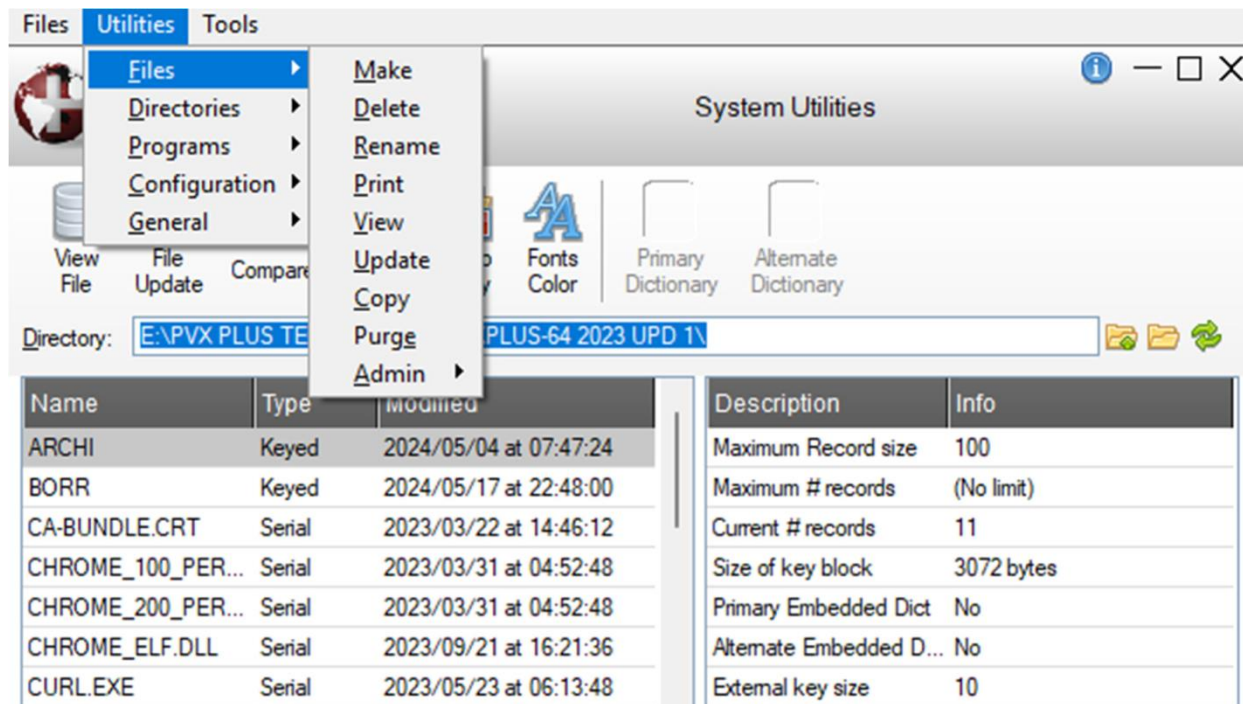 Files Utilities Tools
Files Make
Directories Delete
System Utilities
Programs Rename
Configuration Print
General View
Update
Copy
Purge
Admin
View File
File Update
Compare
Fonts Color
Primary Dictionary
Alternate Dictionary
Directory: E:\PVX PLUS TE PLUS-64 2023 UPD 1\
Name Type Modified
ARCHI Keyed 2024/05/04 at 07:47:24
BORR Keyed 2024/05/17 at 22:48:00
CA-BUNDLE.CRT Serial 2023/03/22 at 14:46:12
CHROME_100_PER... Serial 2023/03/31 at 04:52:48
CHROME_200_PER... Serial 2023/03/31 at 04:52:48
CHROME_ELF.DLL Serial 2023/09/21 at 16:21:36
CURL.EXE Serial 2023/05/23 at 06:13:48
Description Info
Maximum Record size 100
Maximum # records (No limit)
Current # records 11
Size of key block 3072 bytes
Primary Embedded Dict No
Alternate Embedded D... No
External key size 10